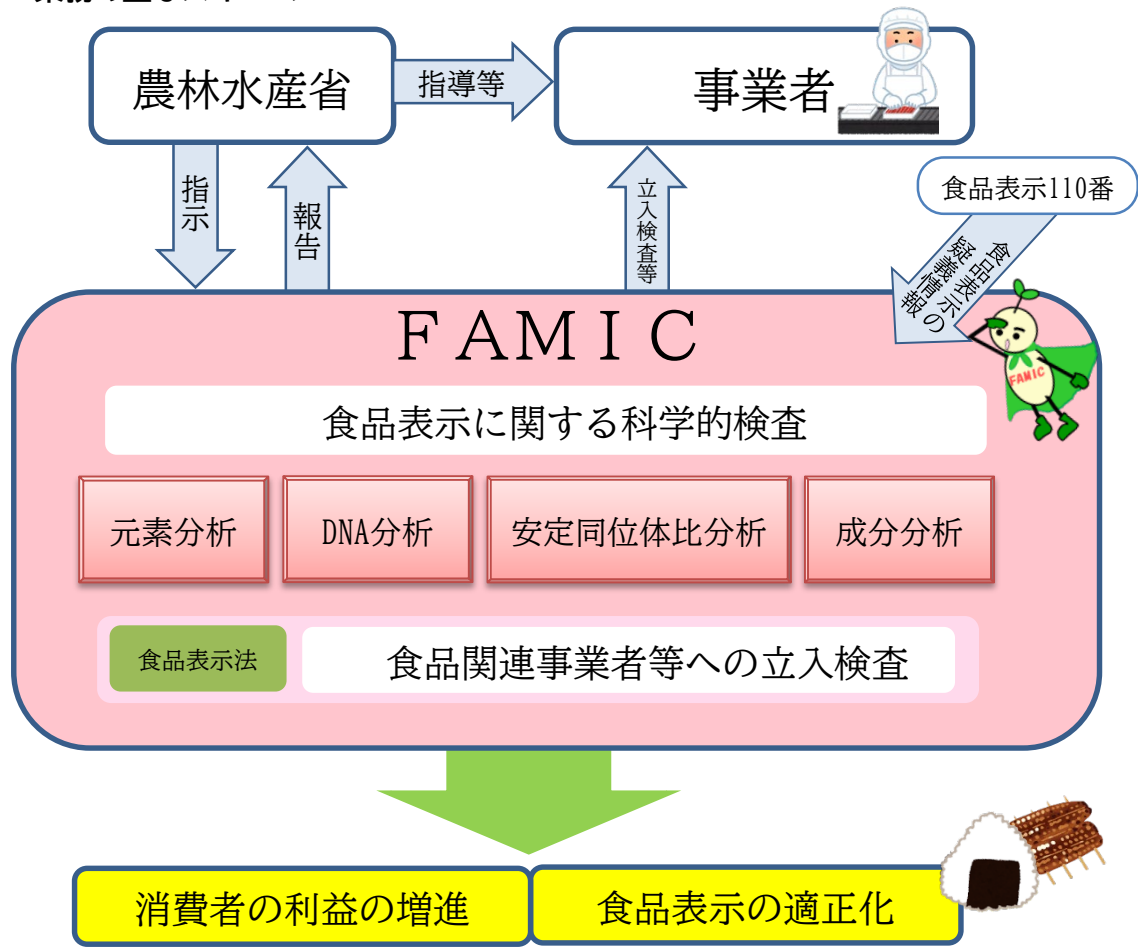 農林水産省
指導等
事業者
指示
報告
立入検査等
食品表示110番
食品表示の
疑義情報
ＦＡＭＩＣ
FAMIC
食品表示に関する科学的検査
元素分析
DNA分析
安定同位体比分析
成分分析
食品表示法
食品関連事業者等への立入検査
消費者の利益の増進
食品表示の適正化